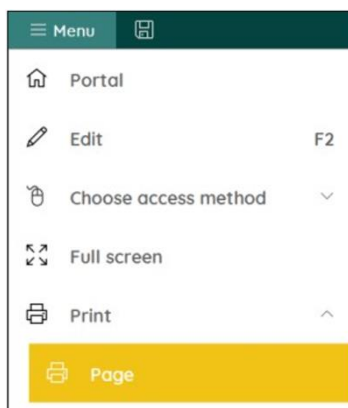 Menu
Portal
Edit F2
Choose access method
Full screen
Print
Page